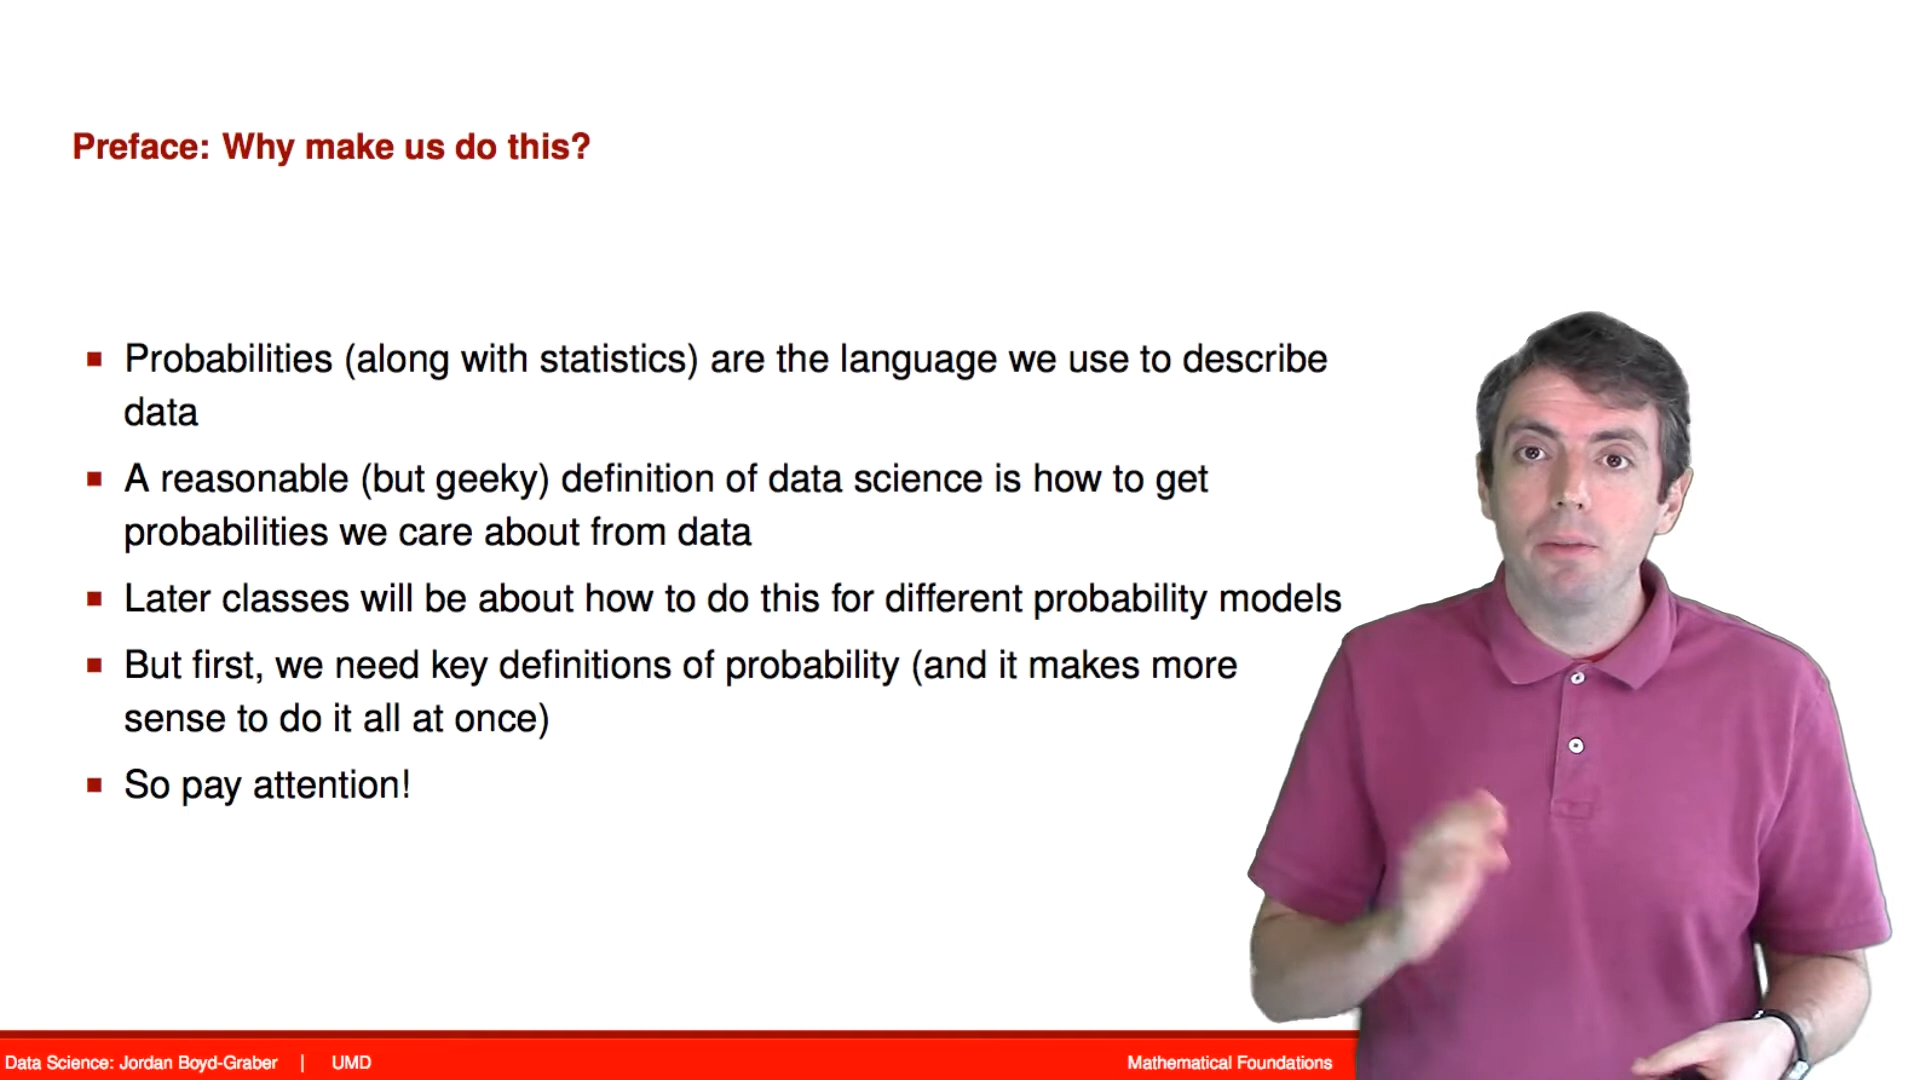 Preface: Why make us do this?
Probabilities (along with statistics) are the language we use to describe
data
A reasonable (but geeky) definition of data science is how to get
probabilities we care about from data
Later classes will be about how to do this for different probability models
But first, we need key definitions of probability (and it makes more
sense to do it all at once)
So pay attention!
Data Science: Jordan Boyd-Graber | UMD
Mathematical Foundations